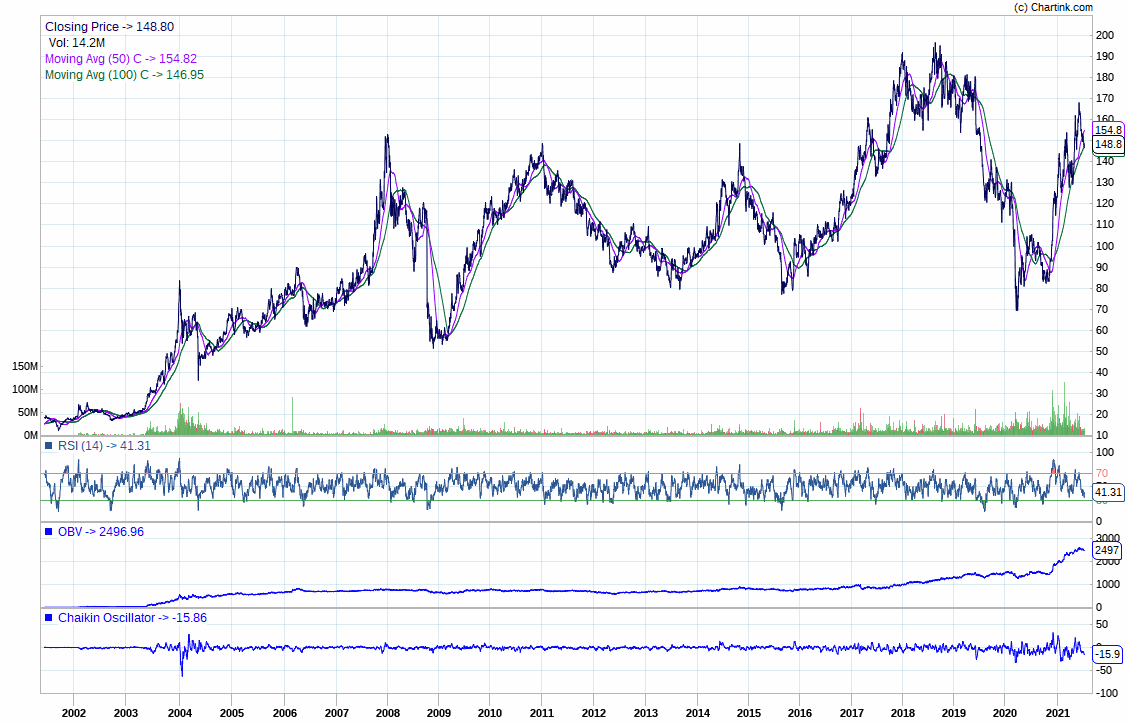 (c) Chartink.com
Closing Price -> 148.80
Vol: 14.2M
Moving Avg (50) C -> 154.82
Moving Avg (100) C -> 146.95
200
190
180
170
160
154.8
148.8
140
130
120
110
100
90
80
70
60
50
40
30
20
10
150M
100M
50M
0M
RSI (14) -> 41.31
100
70
41.31
0
OBV -> 2496.96
3000
2497
2000
1000
0
Chaikin Oscillator -> -15.86
50
-15.9
-50
-100
2002 2003 2004 2005 2006 2007 2008 2009 2010 2011 2012 2013 2014 2015 2016 2017 2018 2019 2020 2021